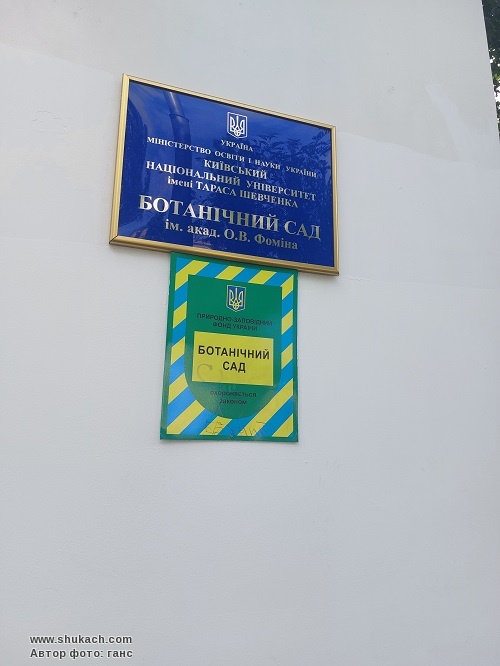 УКРАЇНА
МІНІСТЕРСТВО ОСВІТИ І НАУКИ УКРАЇНИ
КИЇВСЬКИЙ
НАЦІОНАЛЬНИЙ УНІВЕРСИТЕТ
імені ТАРАСА ШЕВЧЕНКА
БОТАНІЧНИЙ САД
ім. акад. О.В. Фоміна
ПРИРОДНО-ЗАПОВІДНИЙ
ФОНД УКРАЇНИ
БОТАНІЧНИЙ
САД
охороняється
законом
www.shukach.com
Автор фото: ганс